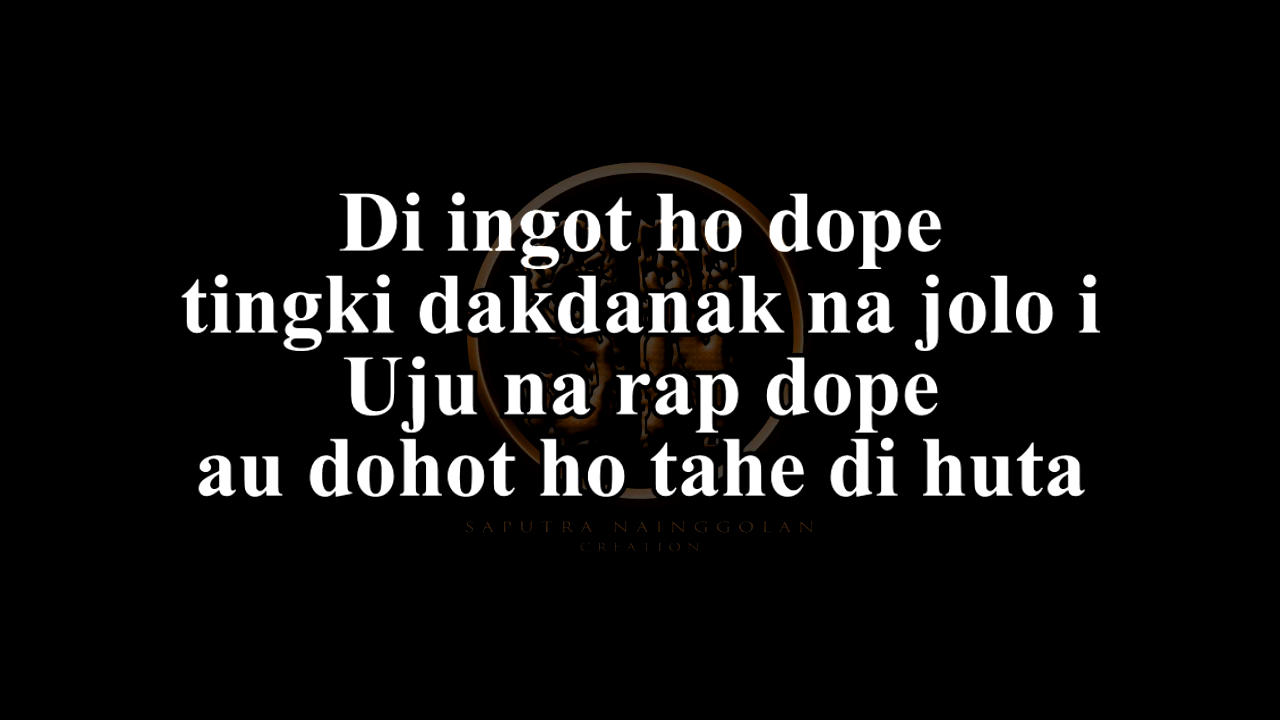 Di ingot ho dope
tingki dakdanak na jolo i
Uju na rap dope
au dohot ho tahe di huta
SAPUTRA NAINGGOLAN
CREATION